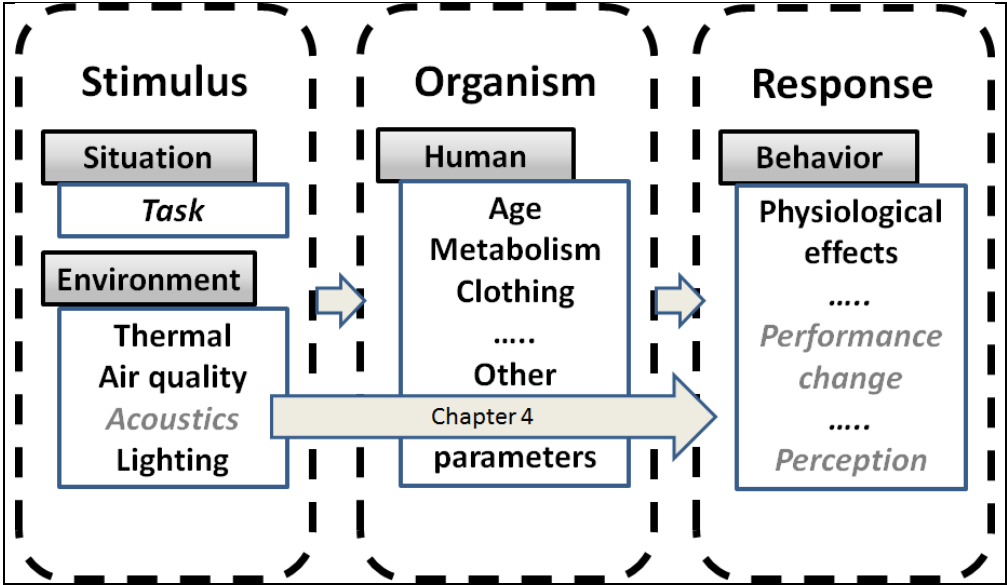 Stimulus
Situation
Task
Environment
Thermal
Air quality
Acoustics
Lighting
Organism
Human
Age
Metabolism
Clothing
.....
Other
Chapter 4
parameters
Response
Behavior
Physiological
effects
.....
Performance
change
.....
Perception